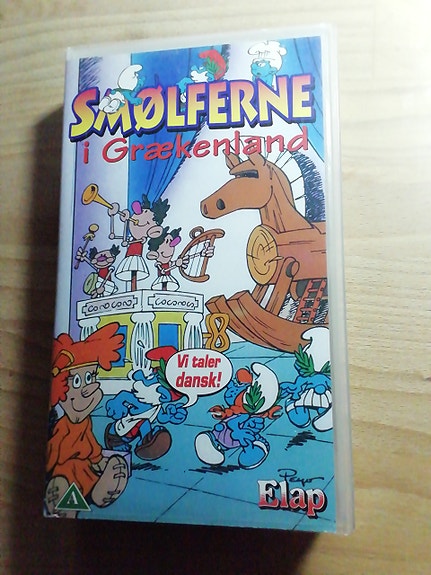 SMØLFERNE
i Grækenland
Vi taler
dansk!
Peyo
Elap
A